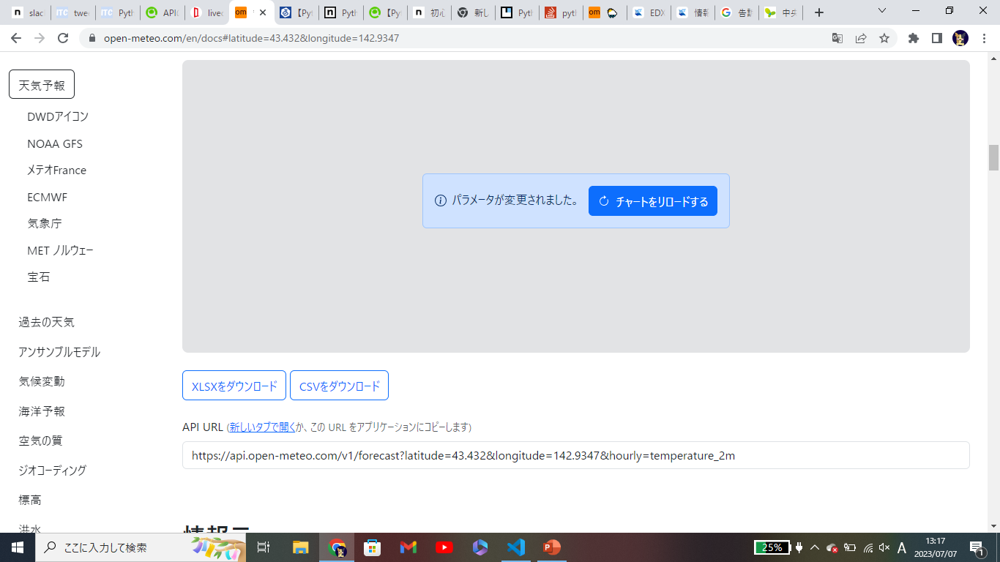 slac
twee
Pyth
APIC
livec
【Pyt
Pyth
【Py
初心
新し
Pyt
pyth
EDX
情報
告訴
中央
open-meteo.com/en/docs#latitude=43.432&longitude=142.9347
天気予報
DWDアイコン
NOAA GFS
メテオFrance
ECMWF
気象庁
MET ノルウェー
宝石
過去の天気
アンサンブルモデル
気候変動
海洋予報
空気の質
ジオコーディング
標高
洪水
パラメータが変更されました。 チャートをリロードする
XLSXをダウンロード CSVをダウンロード
API URL (新しいタブで開くか、この URL をアプリケーションにコピーします)
https://api.open-meteo.com/v1/forecast?latitude=43.432&longitude=142.9347&hourly=temperature_2m
ここに入力して検索
25%
A
13:17
2023/07/07
1